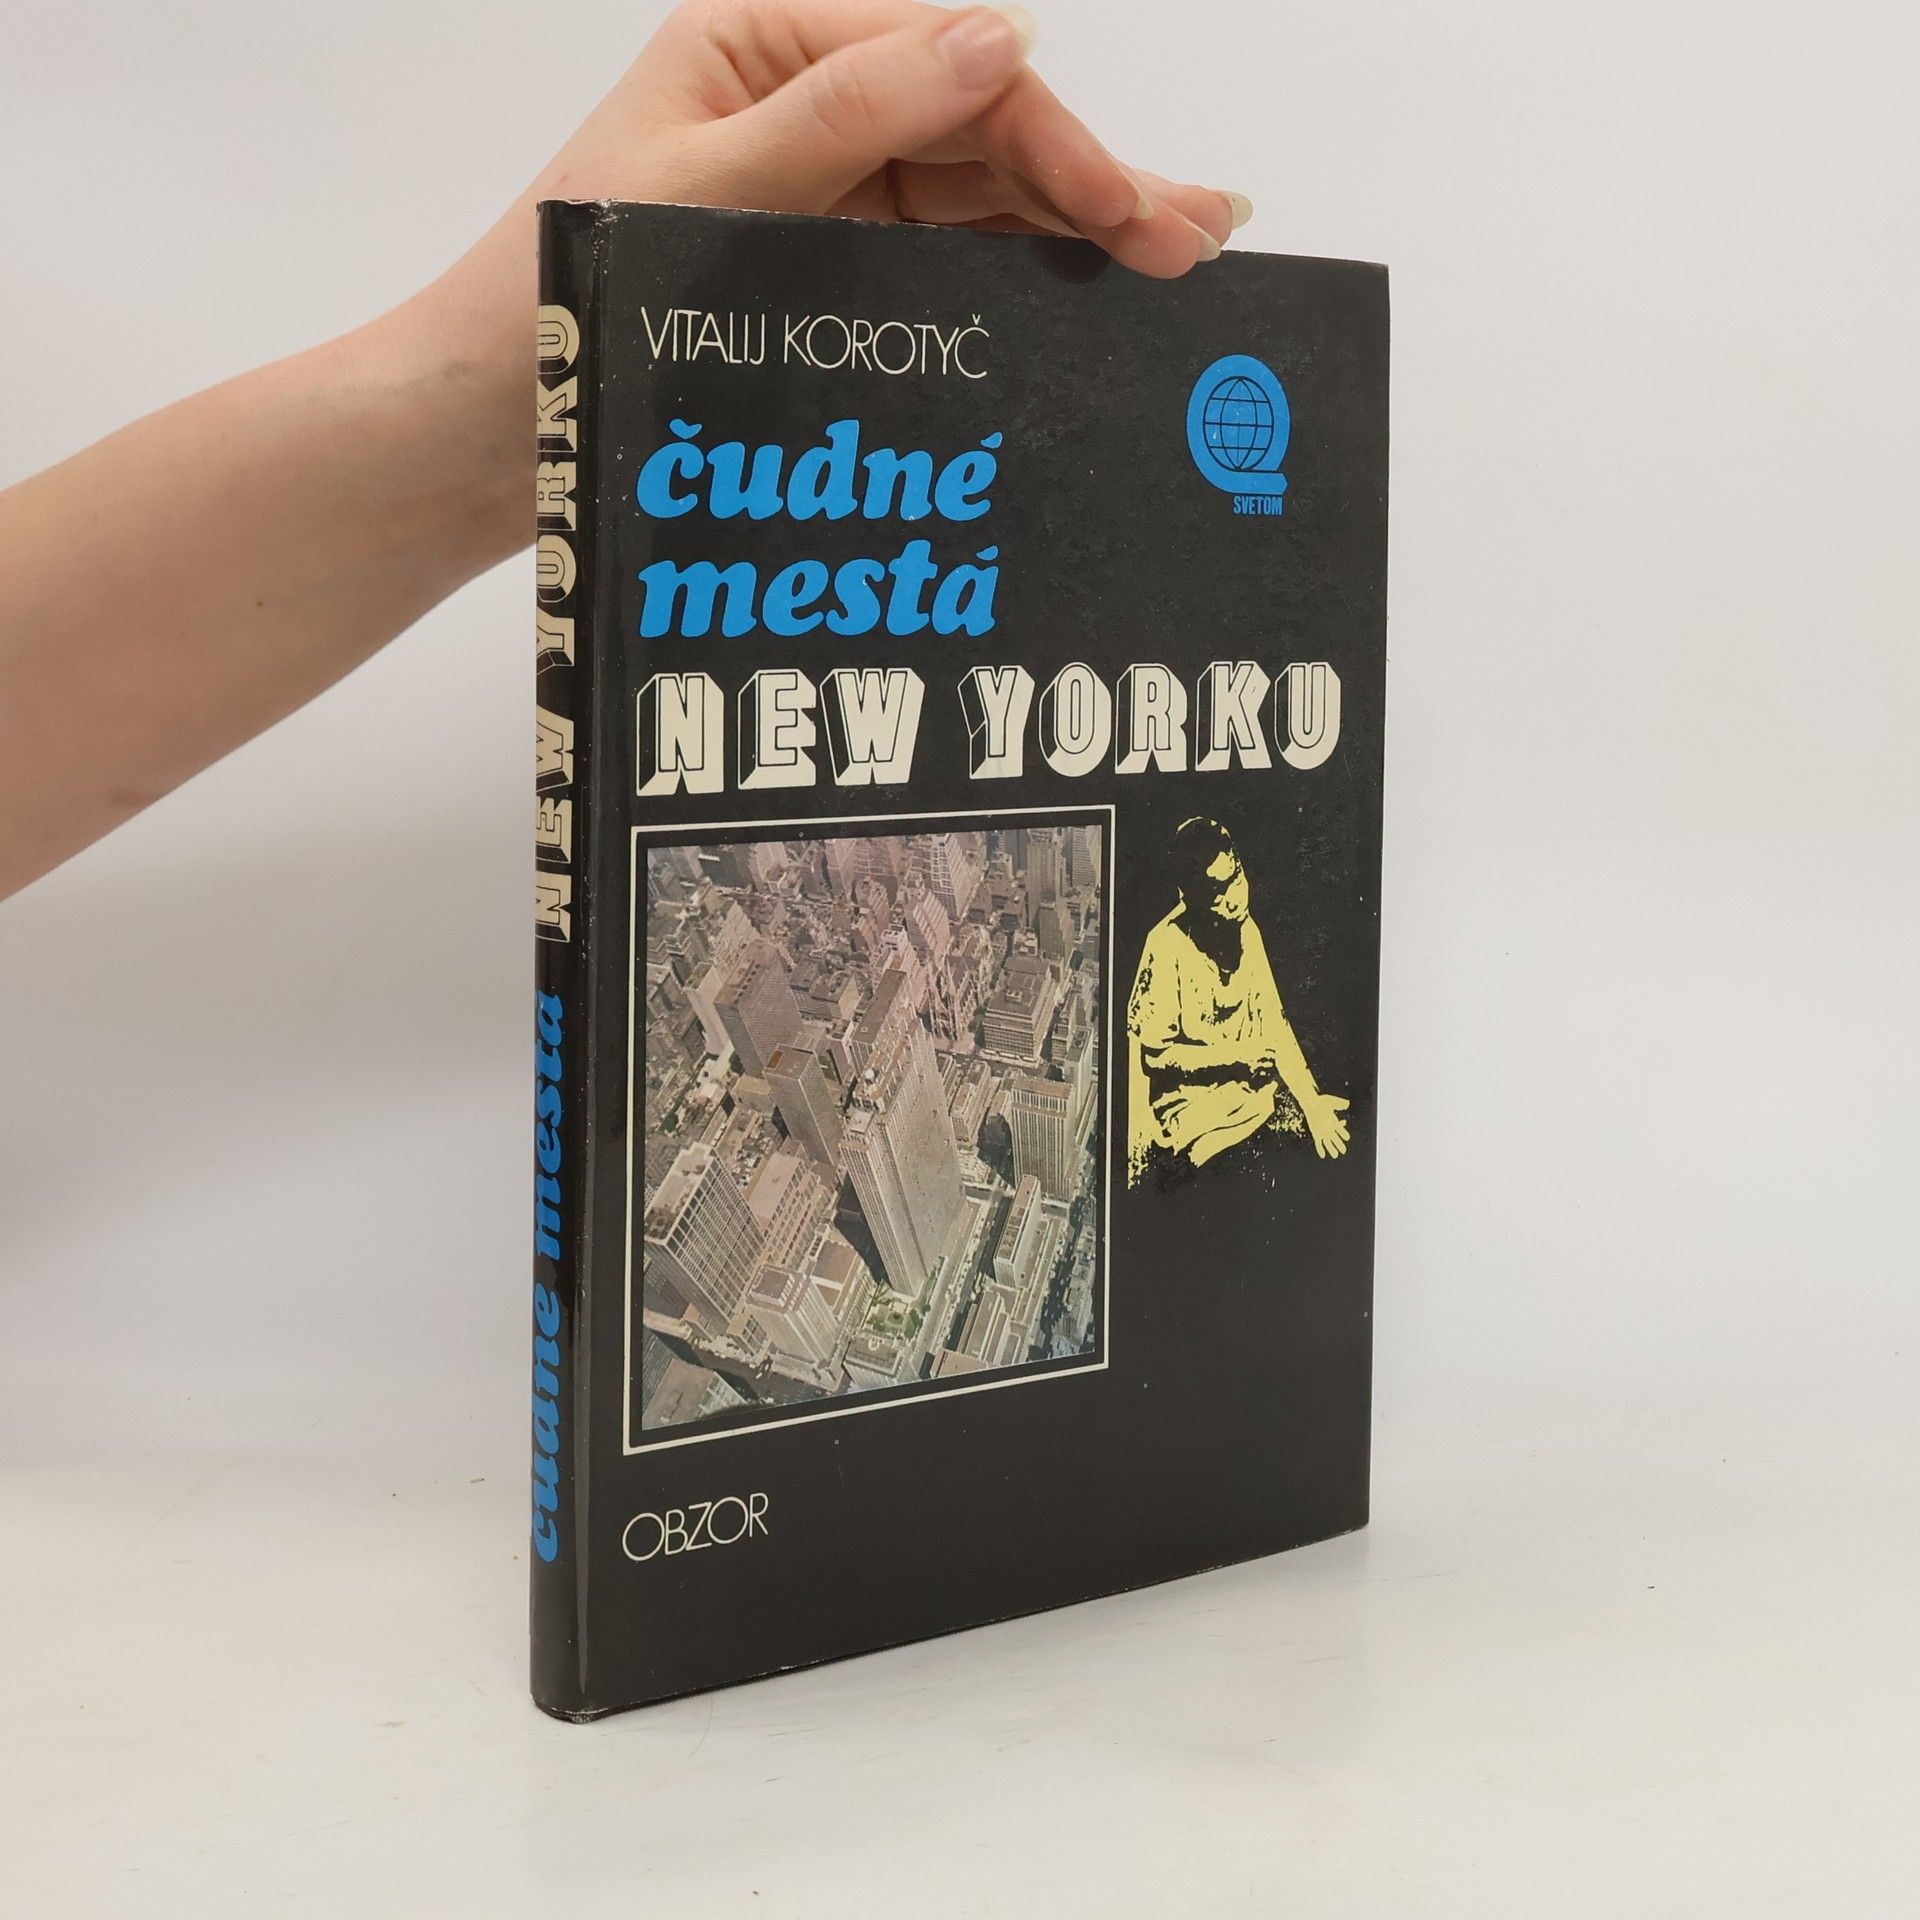 VITALIJ KOROTYČ
čudné
mestá
NEW YORKU
SVETOM
OBZOR
čudné mestá NEW YORKU